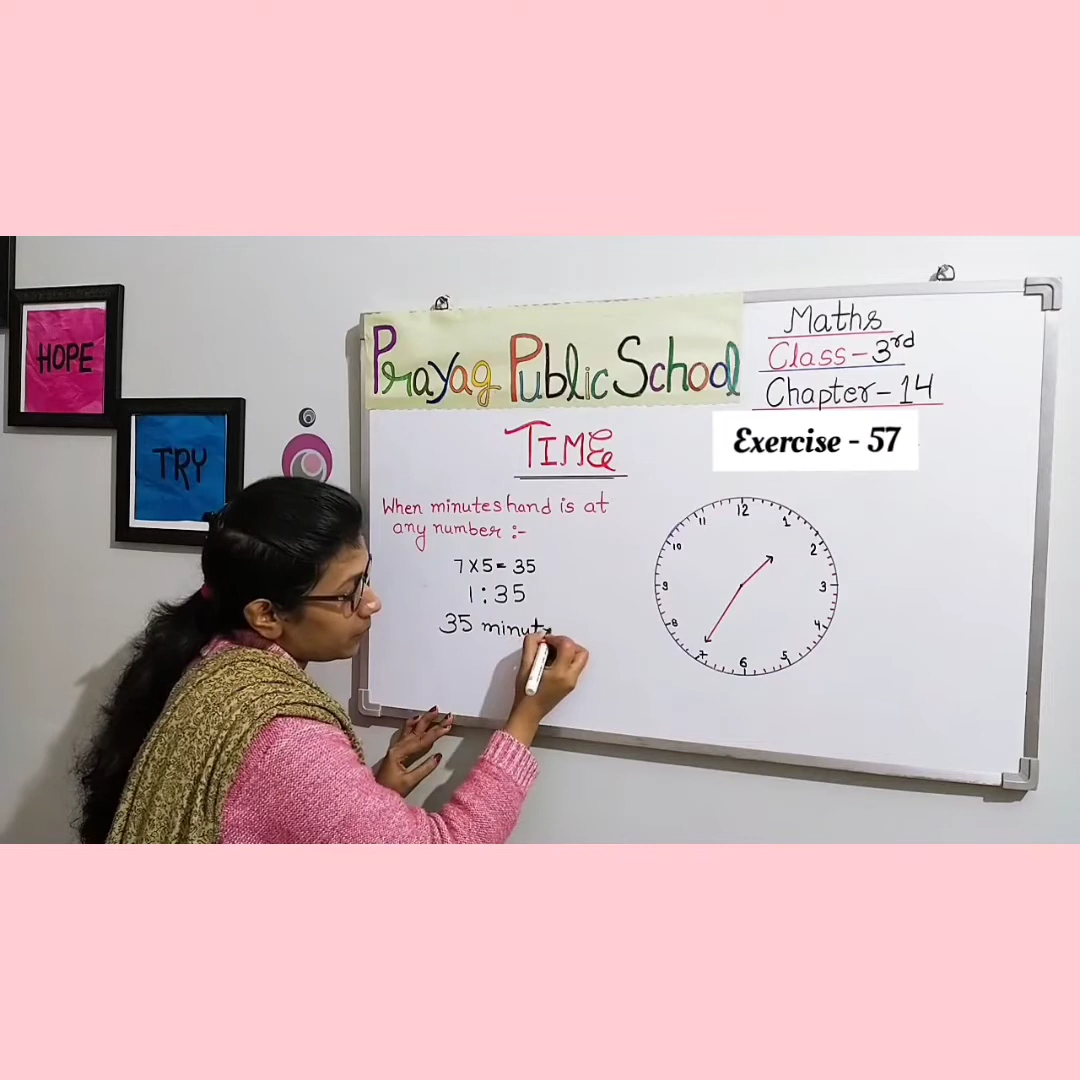 HOPE
TRY
Prayag Public School
Maths
Class - 3rd
Chapter - 14
Exercise - 57
TIME
When minutes hand is at
any number :-
7 x 5 = 35
1 : 35
35 minut
12
1
2
3
4
5
6
7
8
9
10
11